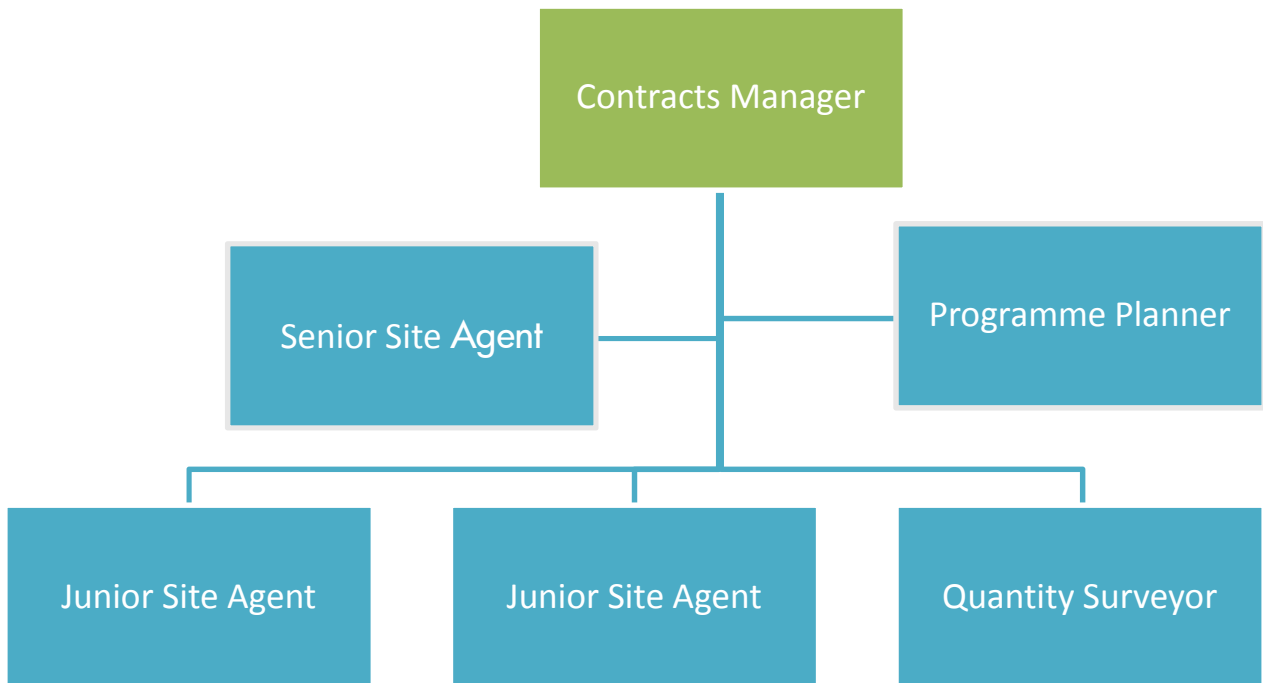 Contracts Manager
Senior Site Agent
Programme Planner
Junior Site Agent
Junior Site Agent
Quantity Surveyor